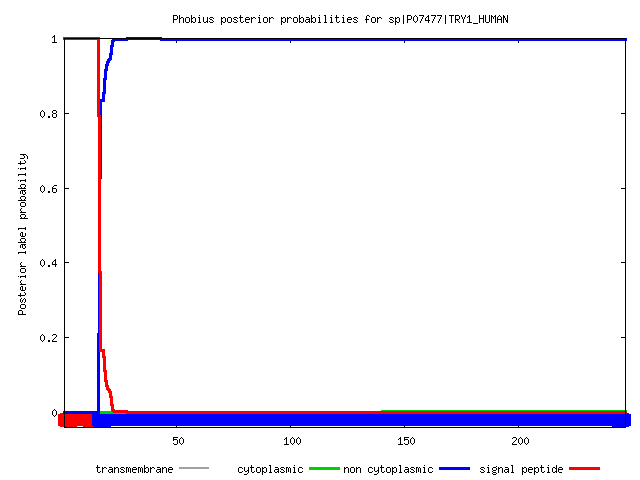 Phobius posterior probabilities for sp|P07477|TRY1_HUMAN
Posterior label probability
1
0.8
0.6
0.4
0.2
0
50 100 150 200
transmembrane cytoplasmic non cytoplasmic signal peptide